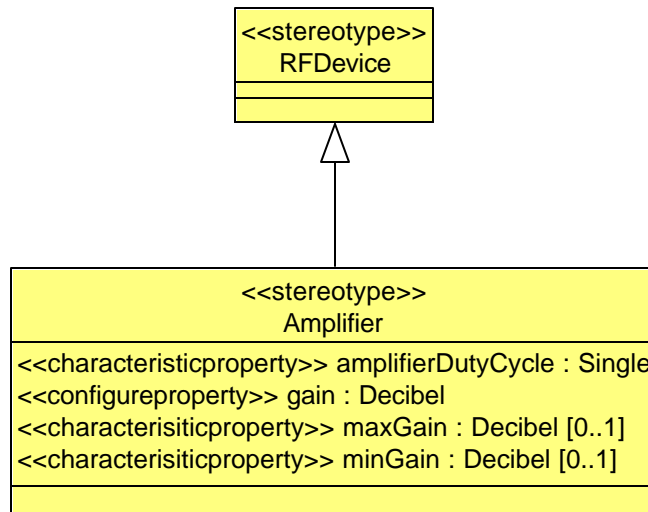 <<stereotype>>
RFDevice
<<stereotype>>
Amplifier
<<characteristicproperty>> amplifierDutyCycle : Single
<<configureproperty>> gain : Decibel
<<characterisiticproperty>> maxGain : Decibel [0..1]
<<characterisiticproperty>> minGain : Decibel [0..1]